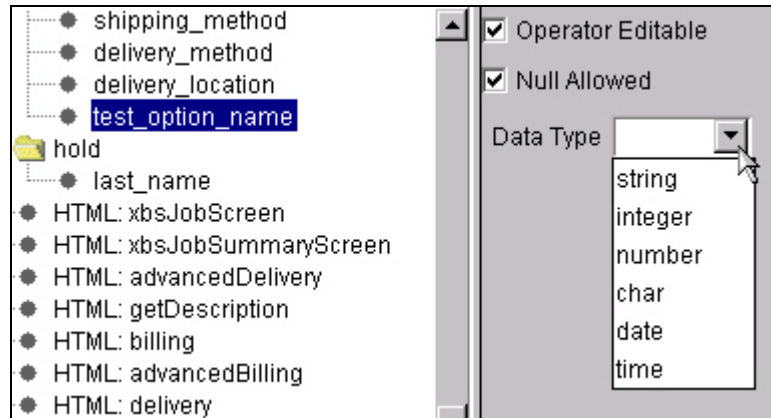 shipping_method
delivery_method
delivery_location
test_option_name
hold
last_name
HTML: xbsJobScreen
HTML: xbsJobSummaryScreen
HTML: advancedDelivery
HTML: getDescription
HTML: billing
HTML: advancedBilling
HTML: delivery
Operator Editable
Null Allowed
Data Type
string
integer
number
char
date
time